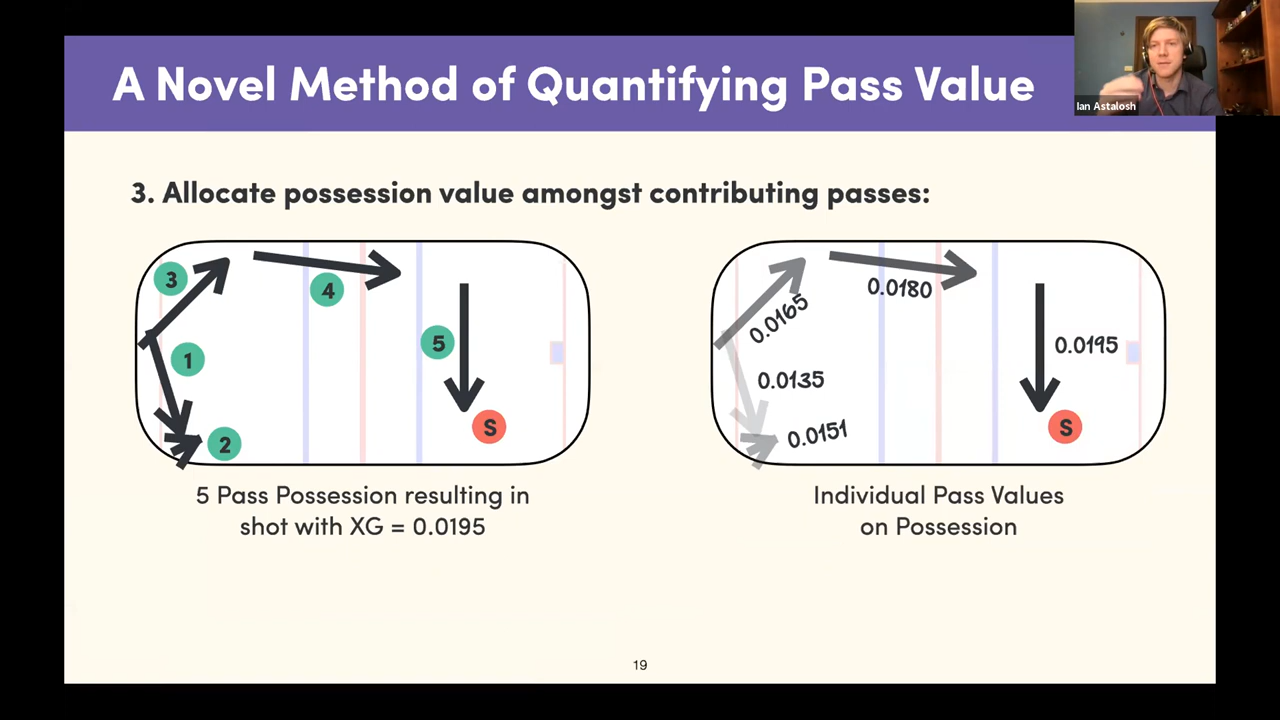 A Novel Method of Quantifying Pass Value
Ian Astalosh
3. Allocate possession value amongst contributing passes:
3
4
5
1
2
S
5 Pass Possession resulting in
shot with XG = 0.0195
0.0165
0.0180
0.0195
0.0135
0.0151
S
Individual Pass Values
on Possession
19